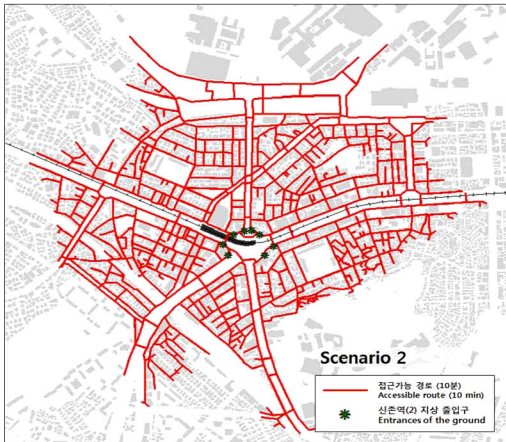 Scenario 2
접근가능 경로 (10분)
Accessible route (10 min)
신촌역(2) 지상 출입구
Entrances of the ground